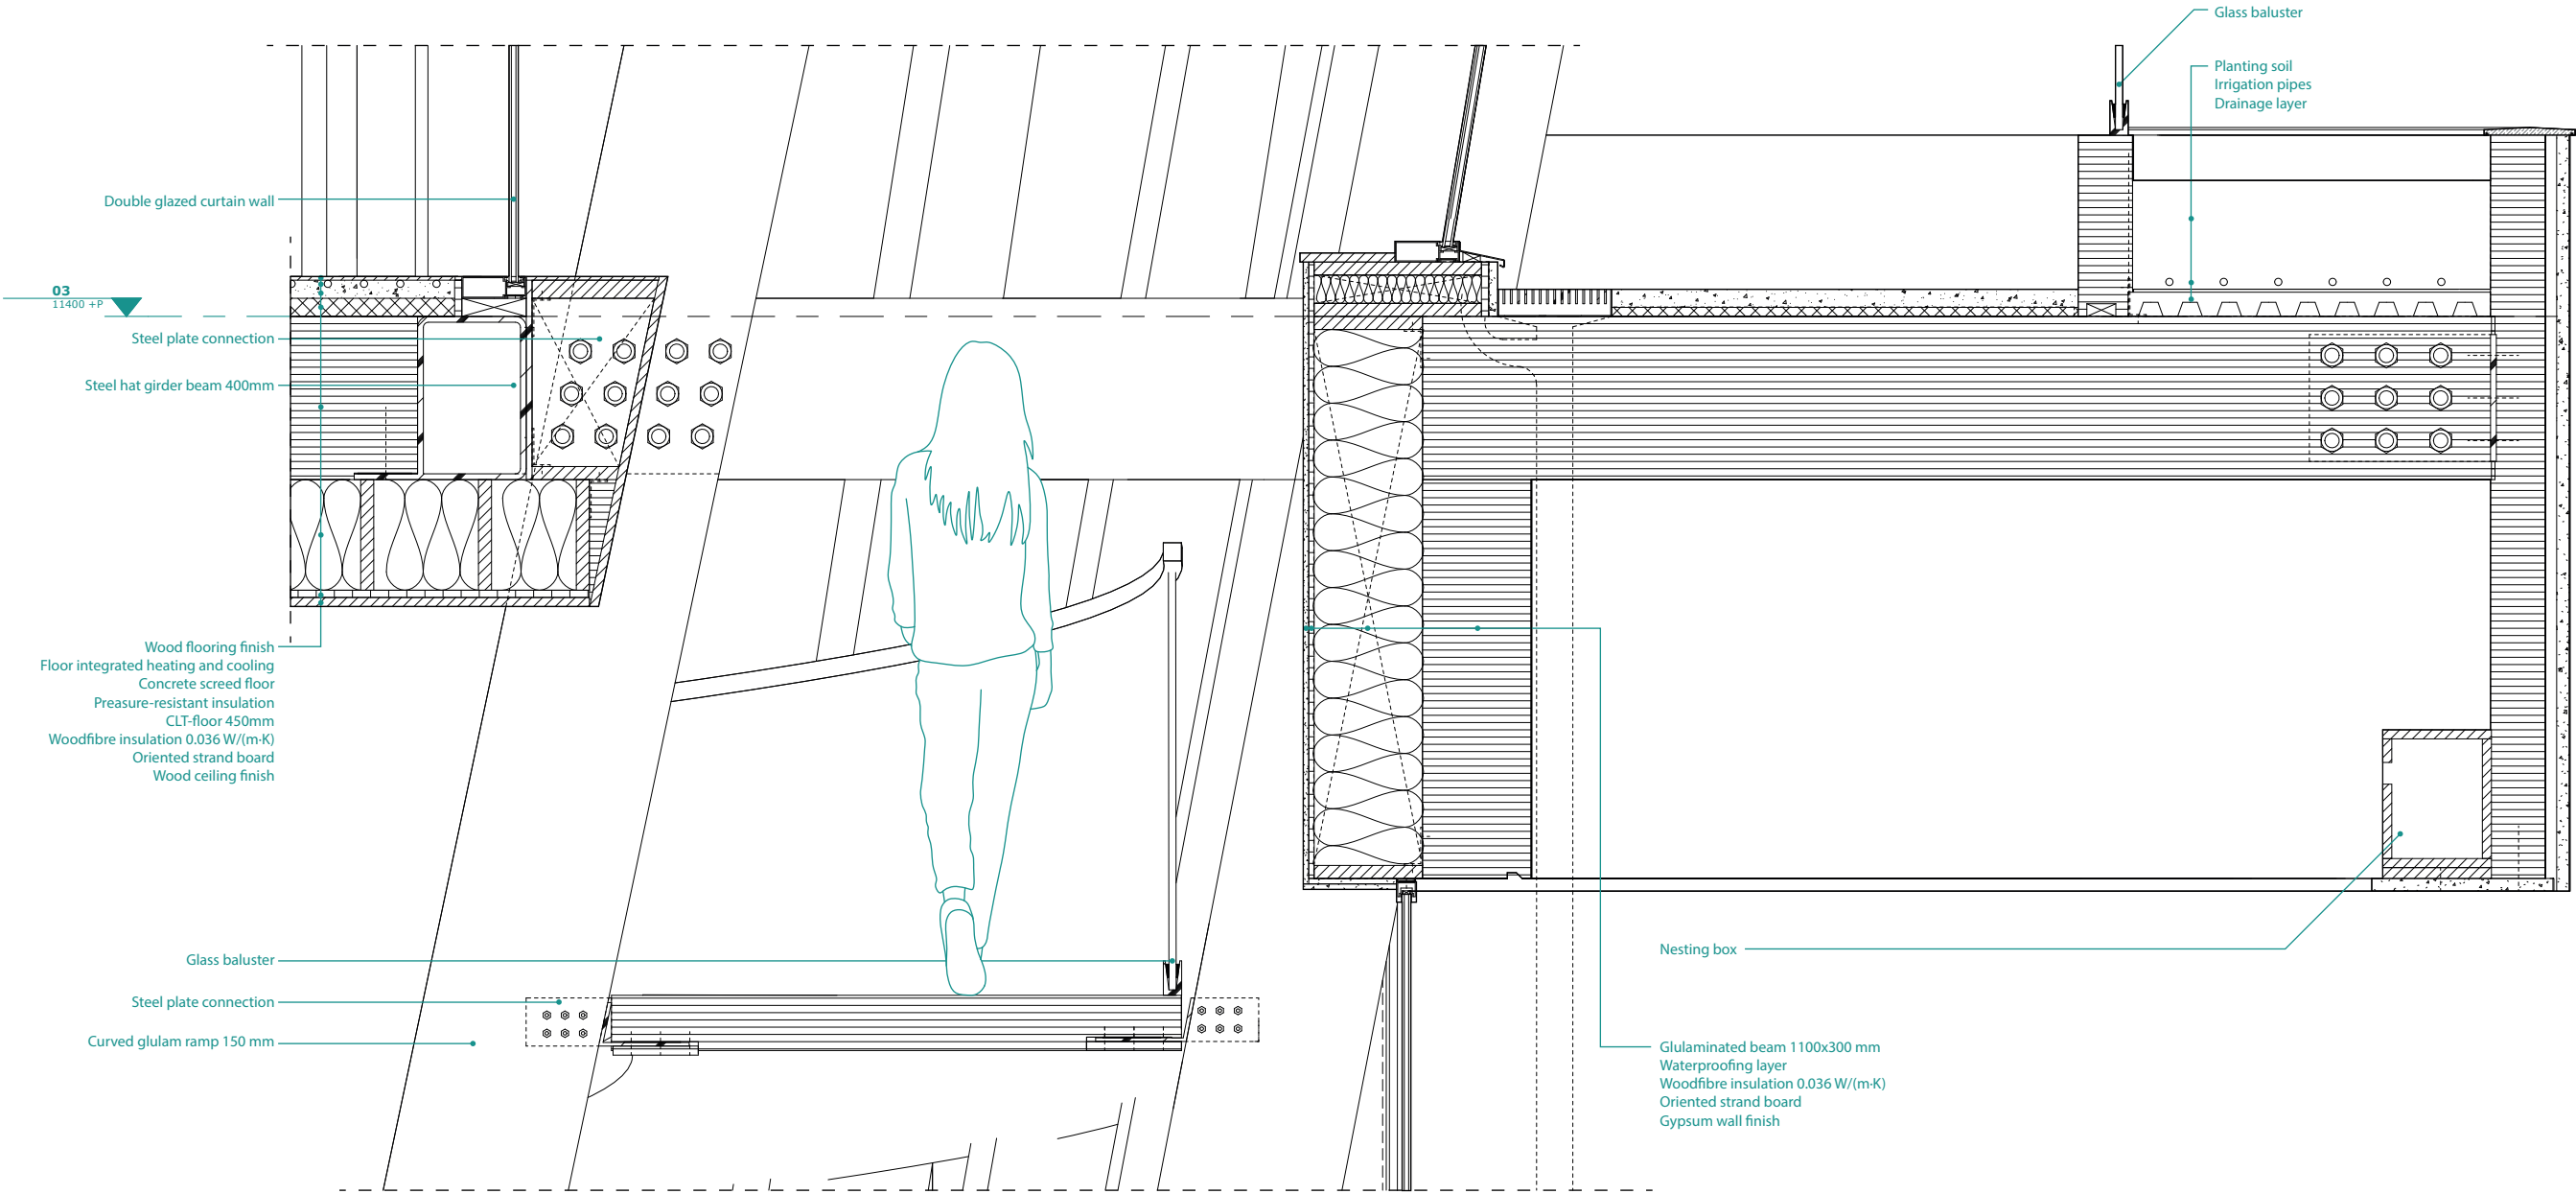 Glass baluster
Planting soil
Irrigation pipes
Drainage layer
Double glazed curtain wall
03
11400 +P
Steel plate connection
Steel hat girder beam 400mm
Wood flooring finish
Floor integrated heating and cooling
Concrete screed floor
Preasure-resistant insulation
CLT-floor 450mm
Woodfibre insulation 0.036 W/(m·K)
Oriented strand board
Wood ceiling finish
Glass baluster
Steel plate connection
Curved glulam ramp 150 mm
Nesting box
Glulaminated beam 1100x300 mm
Waterproofing layer
Woodfibre insulation 0.036 W/(m·K)
Oriented strand board
Gypsum wall finish